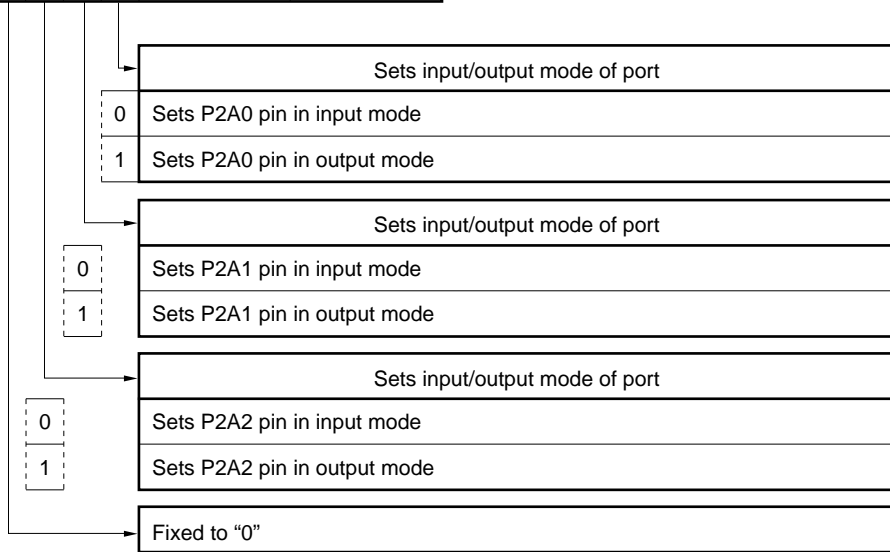 Sets input/output mode of port
0 Sets P2A0 pin in input mode
1 Sets P2A0 pin in output mode
Sets input/output mode of port
0 Sets P2A1 pin in input mode
1 Sets P2A1 pin in output mode
Sets input/output mode of port
0 Sets P2A2 pin in input mode
1 Sets P2A2 pin in output mode
Fixed to “0”